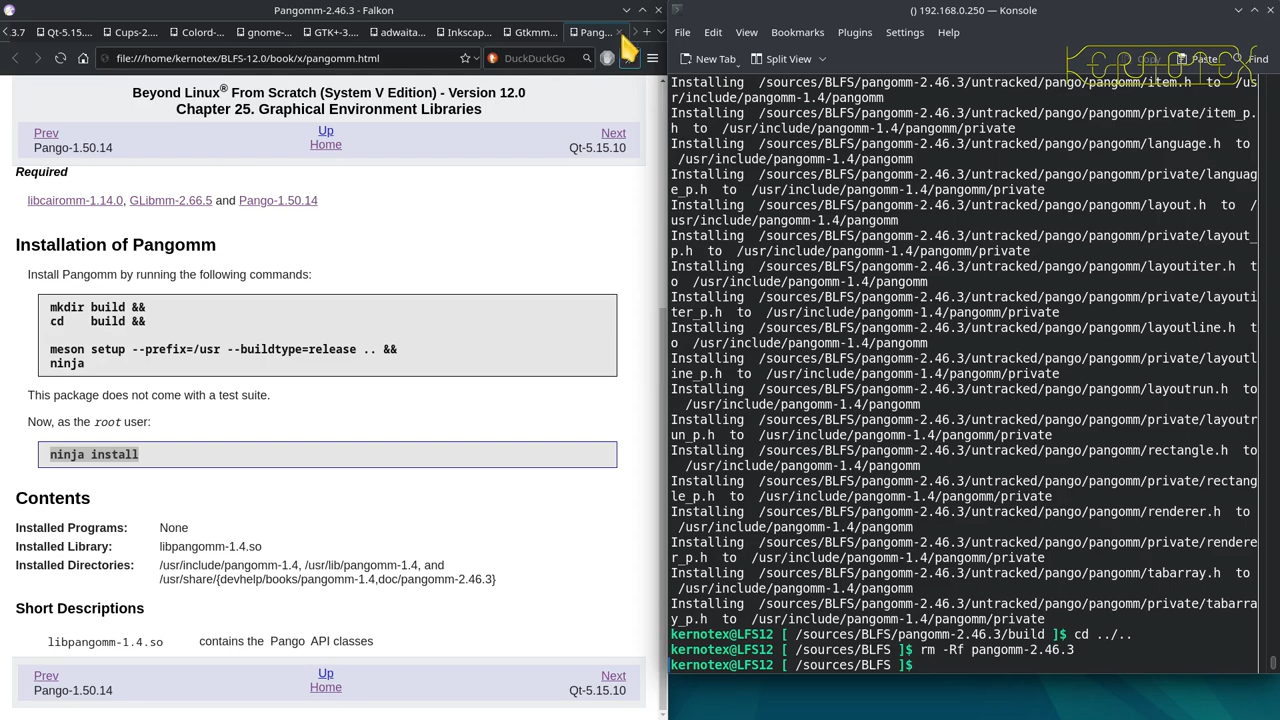 Pangomm-2.46.3 - Falkon
3.7
Qt-5.15....
Cups-2....
Colord-...
gnome-...
GTK+-3....
adwaita...
Inkscap...
Gtkmm...
Pang...
file:///home/kernotex/BLFS-12.0/book/x/pangomm.html
DuckDuckGo
Beyond Linux® From Scratch (System V Edition) - Version 12.0
Chapter 25. Graphical Environment Libraries
Prev
Up
Next
Pango-1.50.14
Home
Qt-5.15.10
Required
libcairomm-1.14.0, GLibmm-2.66.5 and Pango-1.50.14
Installation of Pangomm
Install Pangomm by running the following commands:
mkdir build &&
cd    build &&
meson setup --prefix=/usr --buildtype=release .. &&
ninja
This package does not come with a test suite.
Now, as the root user:
ninja install
Contents
Installed Programs: None
Installed Library: libpangomm-1.4.so
Installed Directories: /usr/include/pangomm-1.4, /usr/lib/pangomm-1.4, and
/usr/share/{devhelp/books/pangomm-1.4,doc/pangomm-2.46.3}
Short Descriptions
libpangomm-1.4.so contains the Pango API classes
Prev
Up
Next
Pango-1.50.14
Home
Qt-5.15.10
() 192.168.0.250 — Konsole
File Edit View Bookmarks Plugins Settings Help
New Tab
Split View
Copy
Paste
Find
KERNOTEX
Installing  /sources/BLFS/pangomm-2.46.3/untracked/pango/pangomm/item.h  to  /us
r/include/pangomm-1.4/pangomm
Installing  /sources/BLFS/pangomm-2.46.3/untracked/pango/pangomm/private/item_p.
h  to  /usr/include/pangomm-1.4/pangomm/private
Installing  /sources/BLFS/pangomm-2.46.3/untracked/pango/pangomm/language.h  to
 /usr/include/pangomm-1.4/pangomm
Installing  /sources/BLFS/pangomm-2.46.3/untracked/pango/pangomm/private/languag
e_p.h  to  /usr/include/pangomm-1.4/pangomm/private
Installing  /sources/BLFS/pangomm-2.46.3/untracked/pango/pangomm/layout.h  to  /
usr/include/pangomm-1.4/pangomm
Installing  /sources/BLFS/pangomm-2.46.3/untracked/pango/pangomm/private/layout_
p.h  to  /usr/include/pangomm-1.4/pangomm/private
Installing  /sources/BLFS/pangomm-2.46.3/untracked/pango/pangomm/layoutiter.h  t
o  /usr/include/pangomm-1.4/pangomm
Installing  /sources/BLFS/pangomm-2.46.3/untracked/pango/pangomm/private/layouti
ter_p.h  to  /usr/include/pangomm-1.4/pangomm/private
Installing  /sources/BLFS/pangomm-2.46.3/untracked/pango/pangomm/layoutline.h  t
o  /usr/include/pangomm-1.4/pangomm
Installing  /sources/BLFS/pangomm-2.46.3/untracked/pango/pangomm/private/layoutl
ine_p.h  to  /usr/include/pangomm-1.4/pangomm/private
Installing  /sources/BLFS/pangomm-2.46.3/untracked/pango/pangomm/layoutrun.h  to
 /usr/include/pangomm-1.4/pangomm
Installing  /sources/BLFS/pangomm-2.46.3/untracked/pango/pangomm/private/layoutr
un_p.h  to  /usr/include/pangomm-1.4/pangomm/private
Installing  /sources/BLFS/pangomm-2.46.3/untracked/pango/pangomm/rectangle.h  to
 /usr/include/pangomm-1.4/pangomm
Installing  /sources/BLFS/pangomm-2.46.3/untracked/pango/pangomm/private/rectang
le_p.h  to  /usr/include/pangomm-1.4/pangomm/private
Installing  /sources/BLFS/pangomm-2.46.3/untracked/pango/pangomm/renderer.h  to
 /usr/include/pangomm-1.4/pangomm
Installing  /sources/BLFS/pangomm-2.46.3/untracked/pango/pangomm/private/rendere
r_p.h  to  /usr/include/pangomm-1.4/pangomm/private
Installing  /sources/BLFS/pangomm-2.46.3/untracked/pango/pangomm/tabarray.h  to
 /usr/include/pangomm-1.4/pangomm
Installing  /sources/BLFS/pangomm-2.46.3/untracked/pango/pangomm/private/tabarra
y_p.h  to  /usr/include/pangomm-1.4/pangomm/private
kernotex@LFS12 [ /sources/BLFS/pangomm-2.46.3/build ]$ cd ../..
kernotex@LFS12 [ /sources/BLFS ]$ rm -Rf pangomm-2.46.3
kernotex@LFS12 [ /sources/BLFS ]$